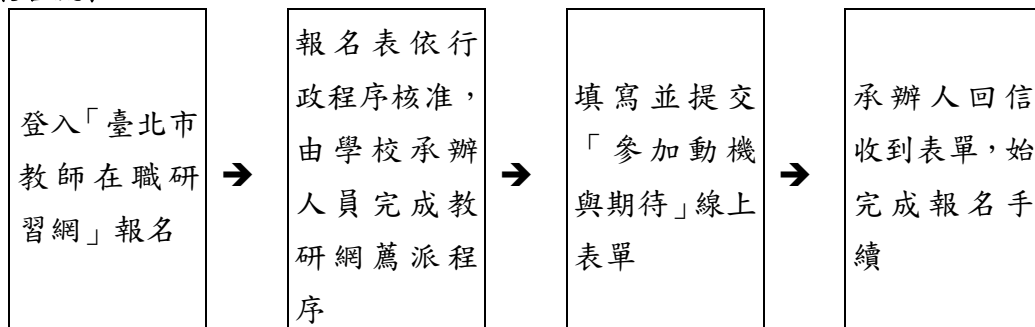 登入「臺北市
教師在職研
習網」報名
➔
報名表依行
政程序核准，
由學校承辦
人員完成教
研網薦派程
序
➔
填寫並提交
「參加動機
與期待」線上
表單
➔
承辦人回信
收到表單，始
完成報名手
續